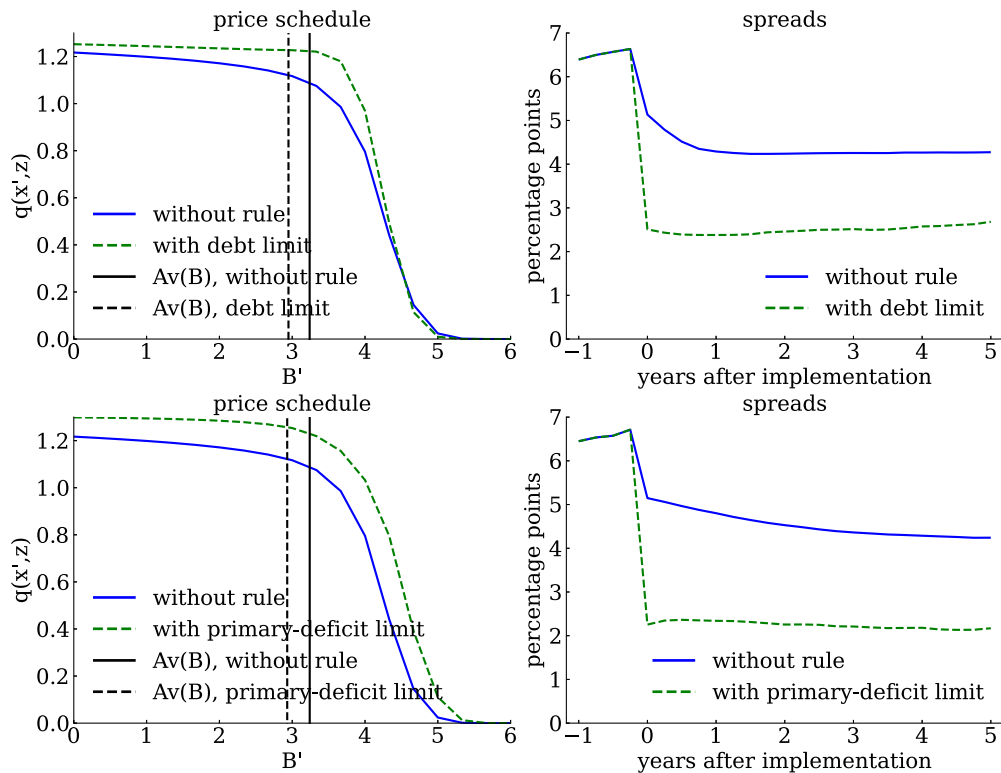 price schedule
q(x',z)
1.2
1.0
0.8
0.6
0.4
0.2
0.0
without rule
with debt limit
Av(B), without rule
Av(B), debt limit
0 1 2 3 4 5 6
B'
spreads
percentage points
7
6
5
4
3
2
1
0
without rule
with debt limit
−1 0 1 2 3 4 5
years after implementation
price schedule
q(x',z)
1.2
1.0
0.8
0.6
0.4
0.2
0.0
without rule
with primary-deficit limit
Av(B), without rule
Av(B), primary-deficit limit
0 1 2 3 4 5 6
B'
spreads
percentage points
7
6
5
4
3
2
1
0
without rule
with primary-deficit limit
−1 0 1 2 3 4 5
years after implementation